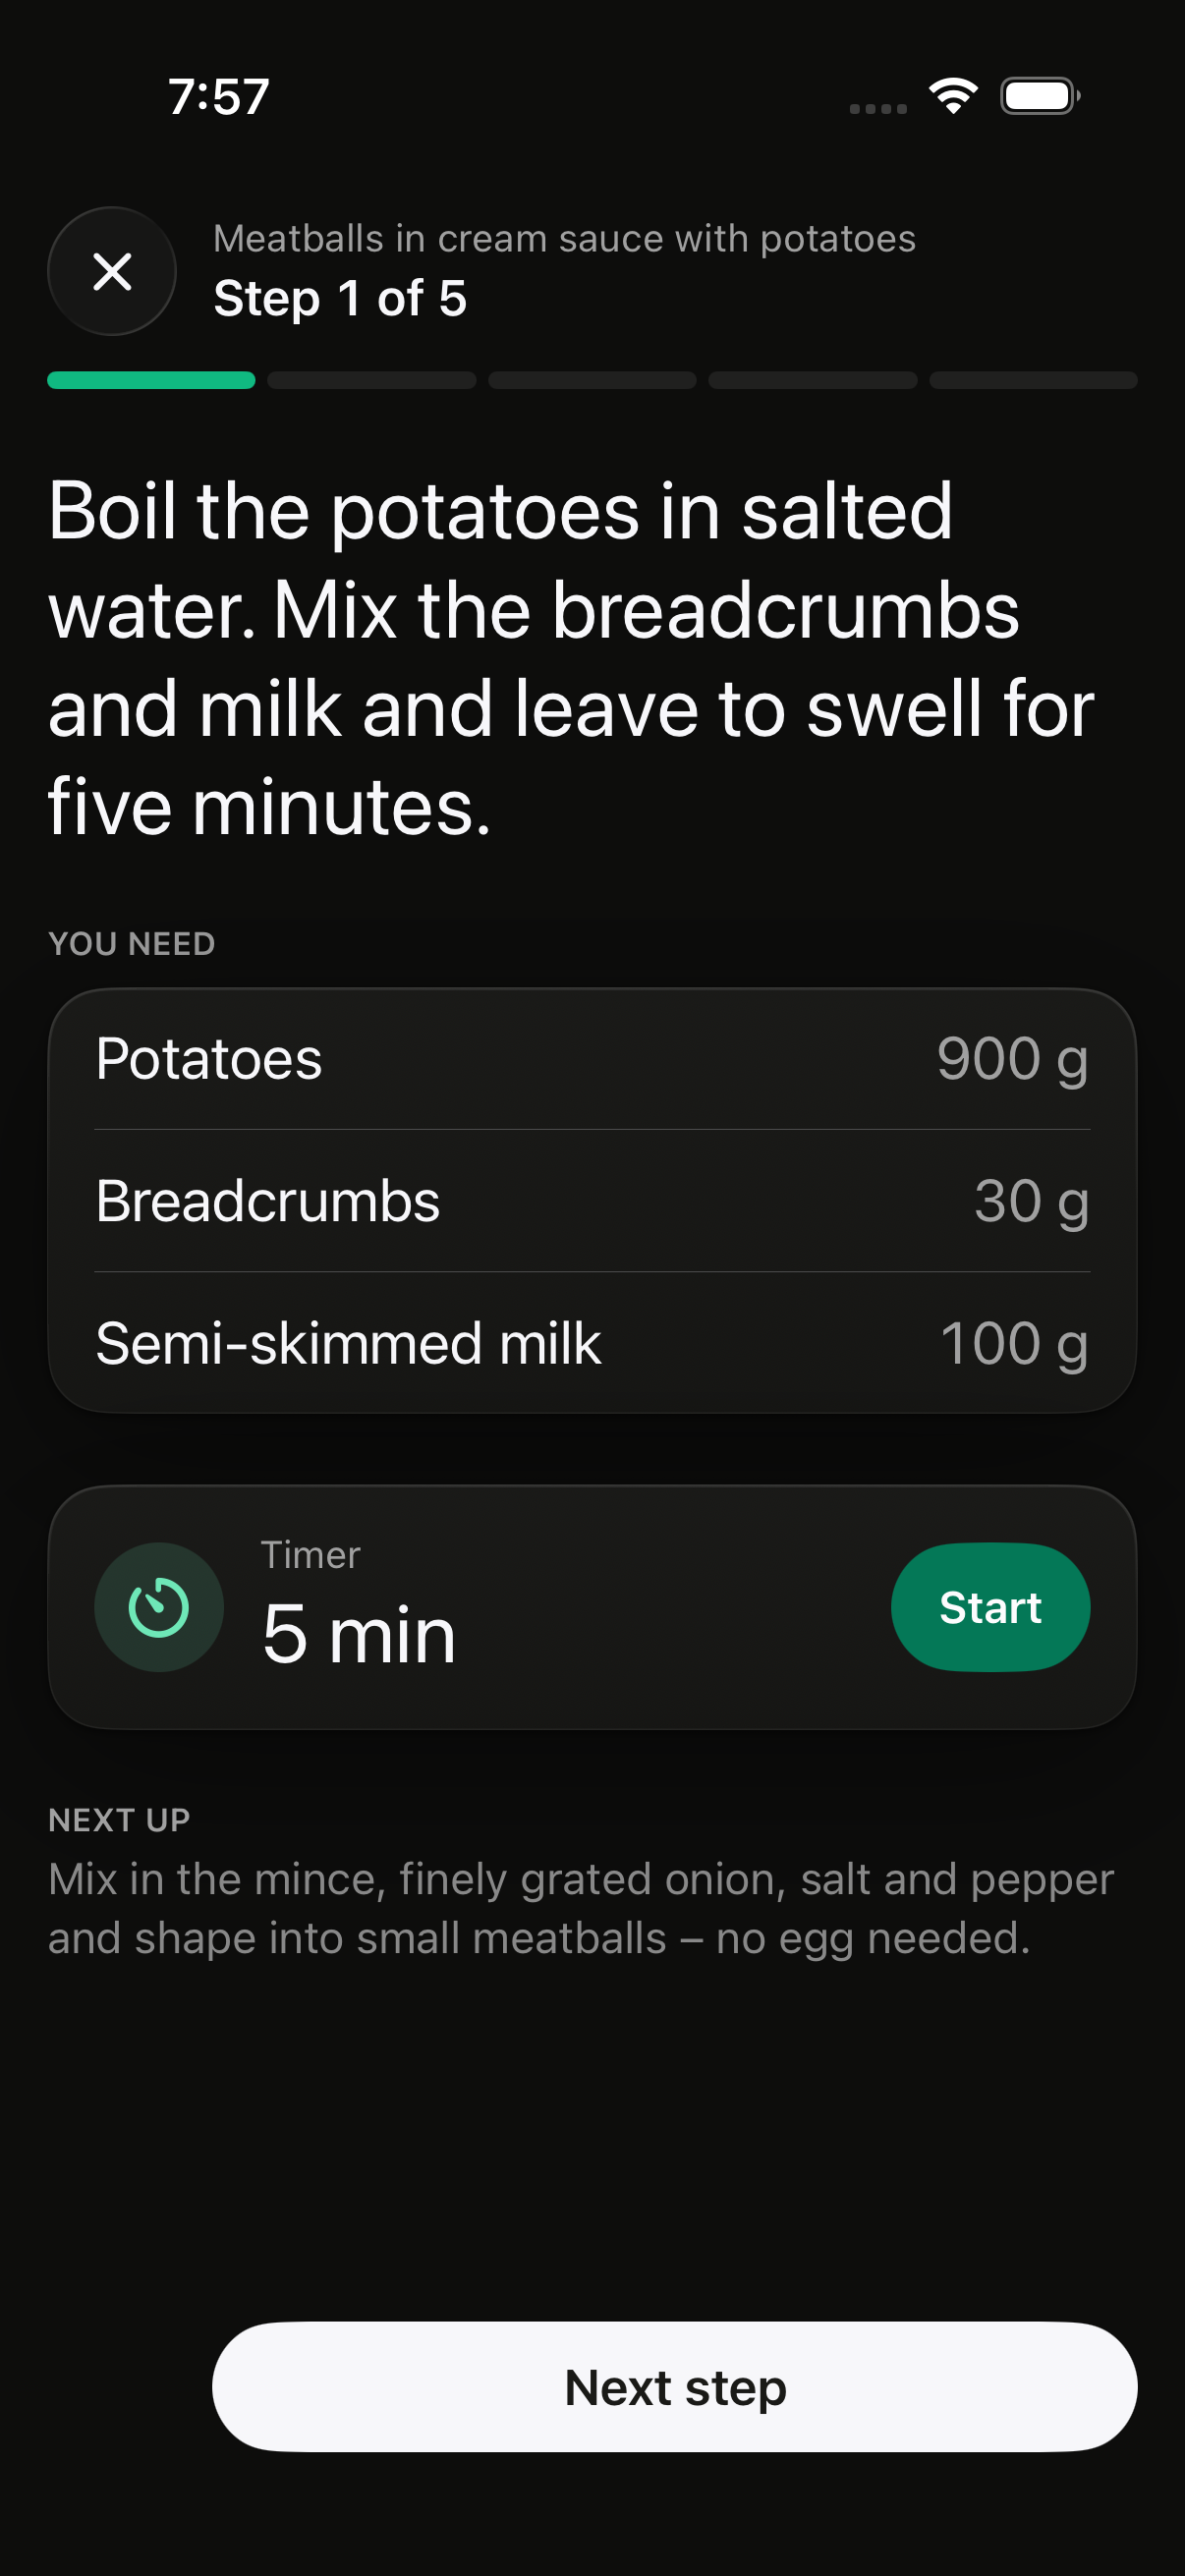 7:57
Meatballs in cream sauce with potatoes
Step 1 of 5
Boil the potatoes in salted
water. Mix the breadcrumbs
and milk and leave to swell for
five minutes.
YOU NEED
Potatoes 900 g
Breadcrumbs 30 g
Semi-skimmed milk 100 g
Timer
5 min
Start
NEXT UP
Mix in the mince, finely grated onion, salt and pepper
and shape into small meatballs – no egg needed.
Next step